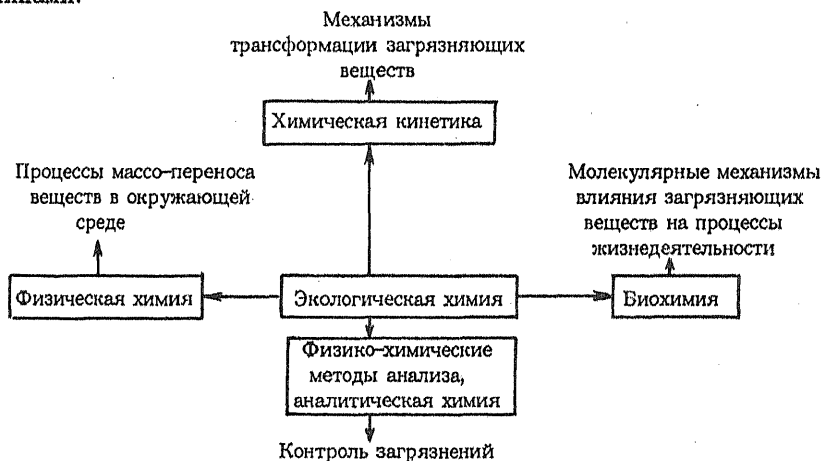 Механизмы
трансформации загрязняющих
веществ
Химическая кинетика
Процессы массо-переноса
веществ в окружающей
среде
Молекулярные механизмы
влияния загрязняющих
веществ на процессы
жизнедеятельности
Физическая химия
Экологическая химия
Биохимия
Физико-химические
методы анализа,
аналитическая химия
Контроль загрязнений